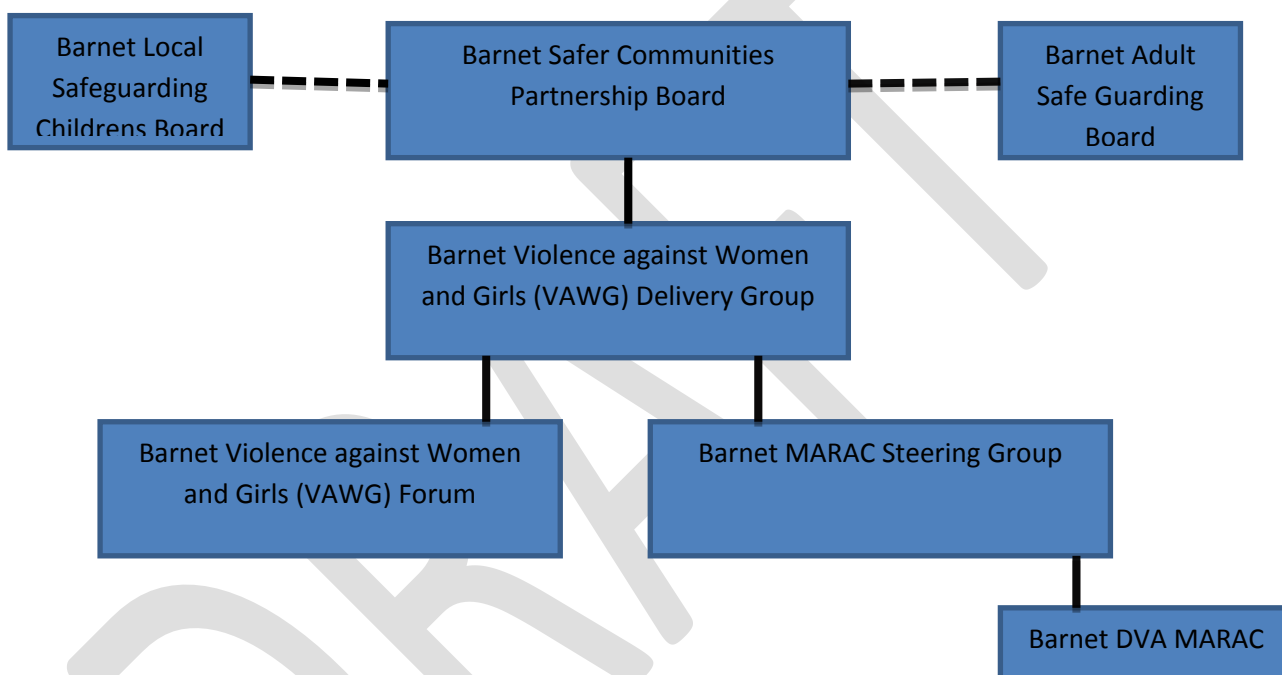 Barnet Local
Safeguarding
Childrens Board
Barnet Safer Communities
Partnership Board
Barnet Adult
Safe Guarding
Board
Barnet Violence against Women
and Girls (VAWG) Delivery Group
Barnet Violence against Women
and Girls (VAWG) Forum
Barnet MARAC Steering Group
Barnet DVA MARAC
DRAFT